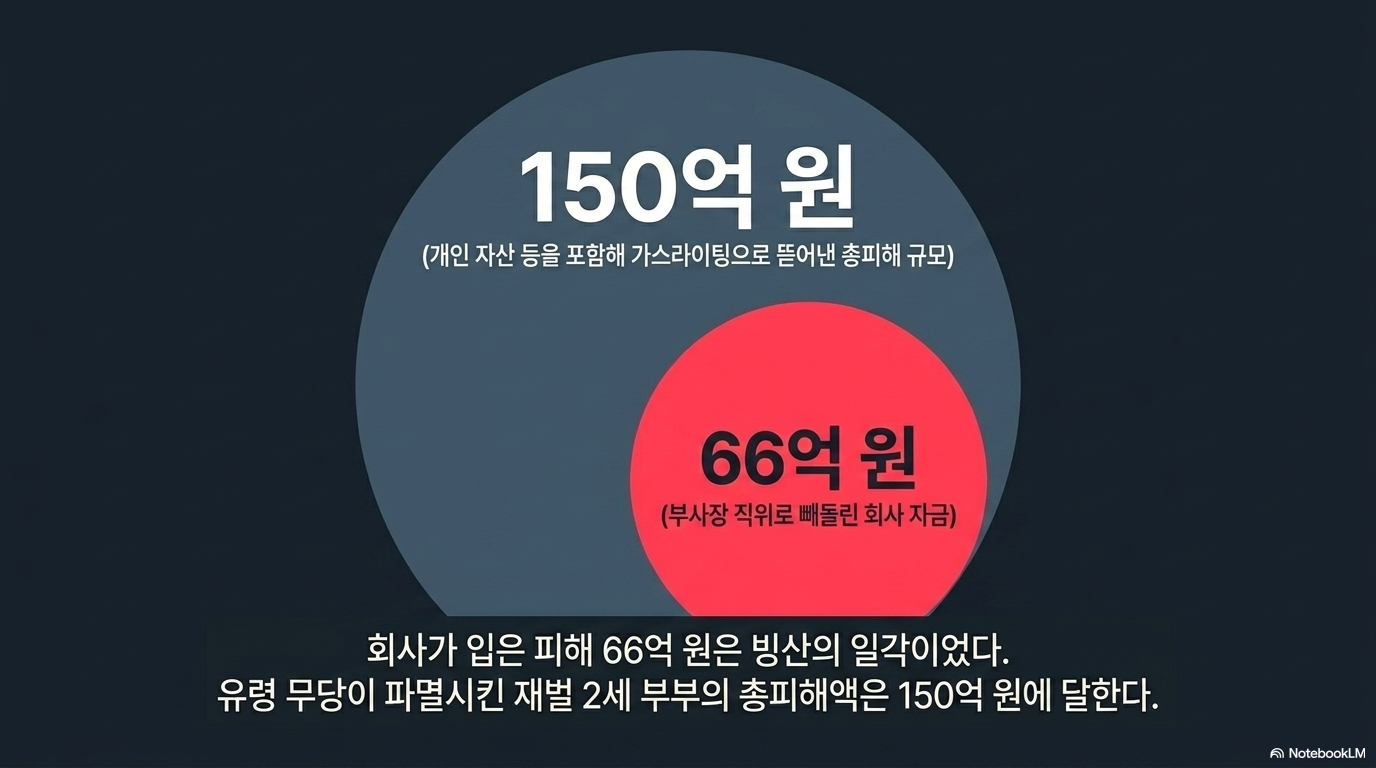 150억 원
(개인 자산 등을 포함해 가스라이팅으로 뜯어낸 총피해 규모)
66억 원
(부사장 직위로 빼돌린 회사 자금)
회사가 입은 피해 66억 원은 빙산의 일각이었다.
유령 무당이 파멸시킨 재벌 2세 부부의 총피해액은 150억 원에 달한다.
NotebookLM